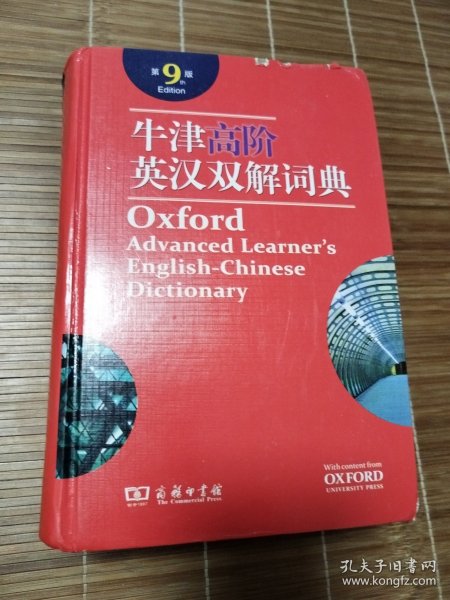 第9版
th
Edition
牛津高阶
英汉双解词典
Oxford
Advanced Learner's
English-Chinese
Dictionary
With content from
OXFORD
UNIVERSITY PRESS
商务印书馆
The Commercial Press
孔夫子旧书网
www.kongfz.com